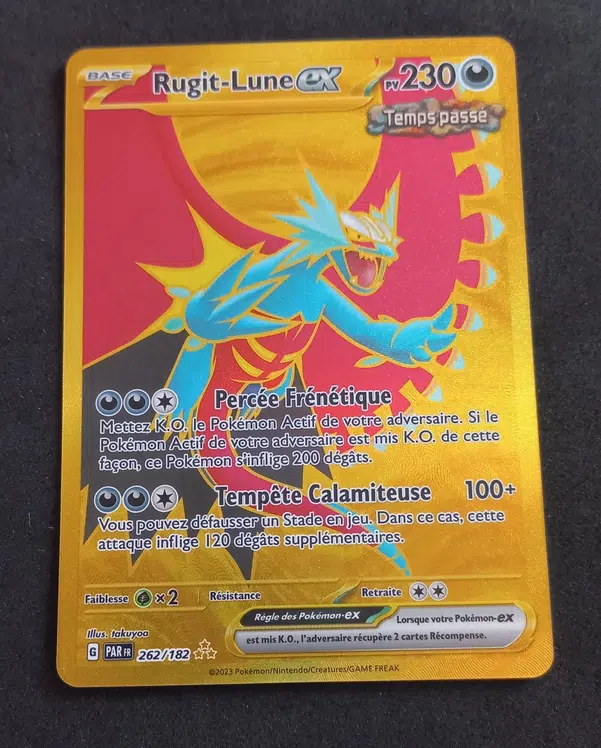 BASE
Rugit-Lune ex PV 230
Temps passé
Percée Frénétique
Mettez K.O. le Pokémon Actif de votre adversaire. Si le
Pokémon Actif de votre adversaire est mis K.O. de cette
façon, ce Pokémon s'inflige 200 dégâts.
Tempête Calamiteuse 100+
Vous pouvez défausser un Stade en jeu. Dans ce cas, cette
attaque inflige 120 dégâts supplémentaires.
Faiblesse ×2 Résistance Retraite
Règle des Pokémon-ex Lorsque votre Pokémon-ex
est mis K.O., l'adversaire récupère 2 cartes Récompense.
Illus. takuyoa
G PAR FR 262/182
©2023 Pokémon/Nintendo/Creatures/GAME FREAK